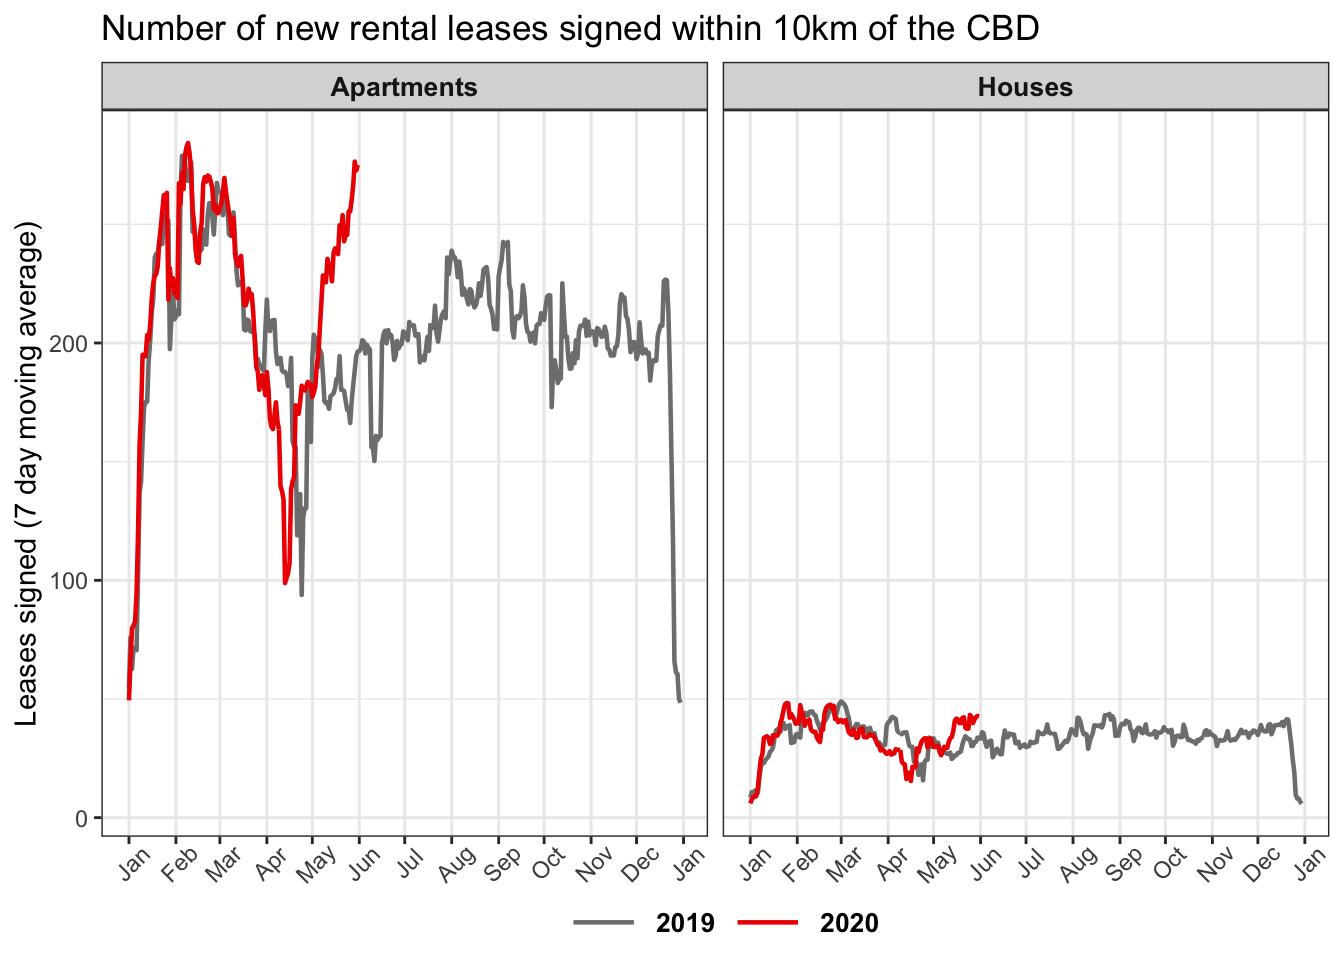 Number of new rental leases signed within 10km of the CBD
Apartments
Houses
Leases signed (7 day moving average)
200
100
0
Jan Feb Mar Apr May Jun Jul Aug Sep Oct Nov Dec Jan
Jan Feb Mar Apr May Jun Jul Aug Sep Oct Nov Dec Jan
2019 2020